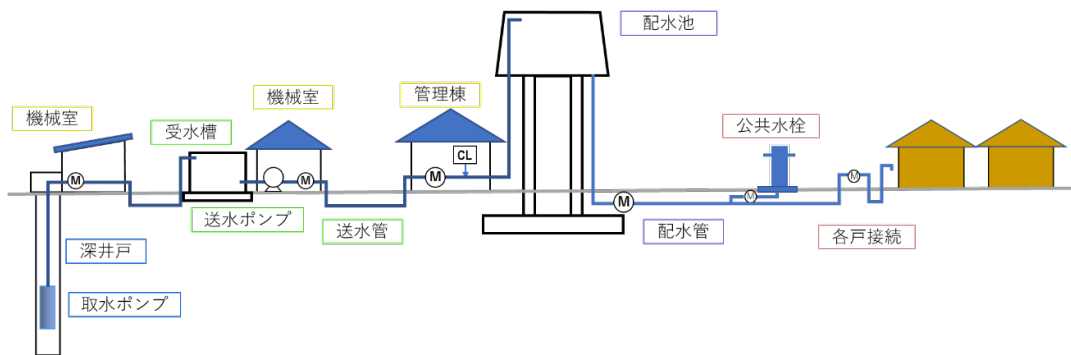 機械室
M
深井戸
取水ポンプ
受水槽
送水ポンプ
機械室
M
送水管
管理棟
M
CL
配水池
M
配水管
公共水栓
M
M
各戸接続